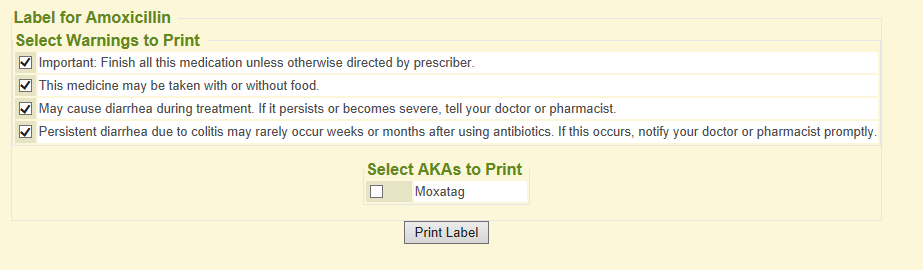 Label for Amoxicillin
Select Warnings to Print
Important: Finish all this medication unless otherwise directed by prescriber.
This medicine may be taken with or without food.
May cause diarrhea during treatment. If it persists or becomes severe, tell your doctor or pharmacist.
Persistent diarrhea due to colitis may rarely occur weeks or months after using antibiotics. If this occurs, notify your doctor or pharmacist promptly.
Select AKAs to Print
Moxatag
Print Label